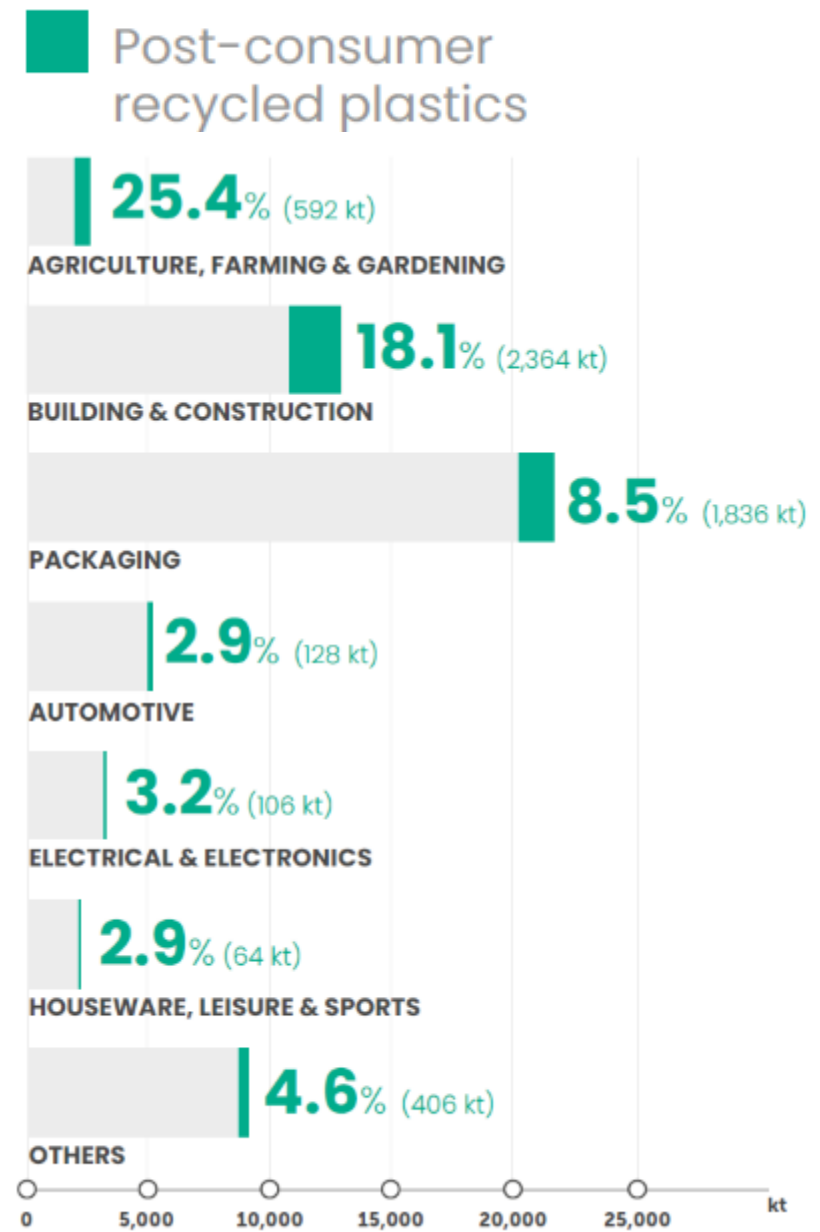 Post-consumer
recycled plastics
25.4% (592 kt)
AGRICULTURE, FARMING & GARDENING
18.1% (2,364 kt)
BUILDING & CONSTRUCTION
8.5% (1,836 kt)
PACKAGING
2.9% (128 kt)
AUTOMOTIVE
3.2% (106 kt)
ELECTRICAL & ELECTRONICS
2.9% (64 kt)
HOUSEWARE, LEISURE & SPORTS
4.6% (406 kt)
OTHERS
0 5,000 10,000 15,000 20,000 25,000 kt